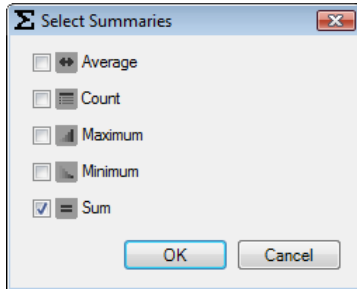 Σ Select Summaries
Average
Count
Maximum
Minimum
Sum
OK Cancel